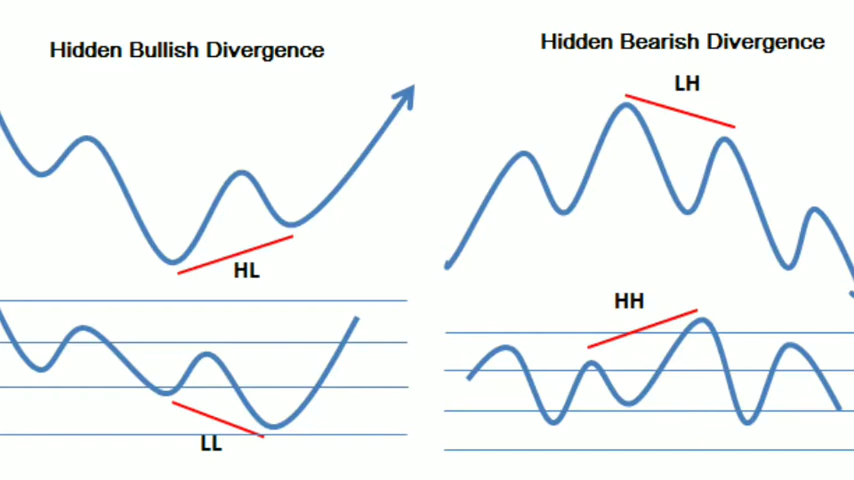 Hidden Bullish Divergence
HL
LL
Hidden Bearish Divergence
LH
HH